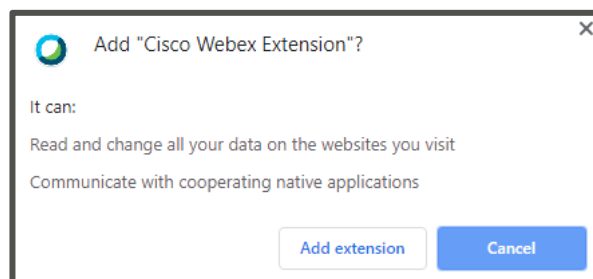 Add "Cisco Webex Extension"?
It can:
Read and change all your data on the websites you visit
Communicate with cooperating native applications
Add extension
Cancel